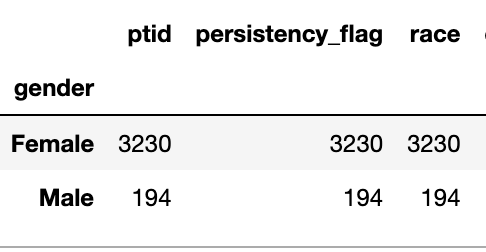 ptid persistency_flag race
gender
Female 3230 3230 3230
Male 194 194 194